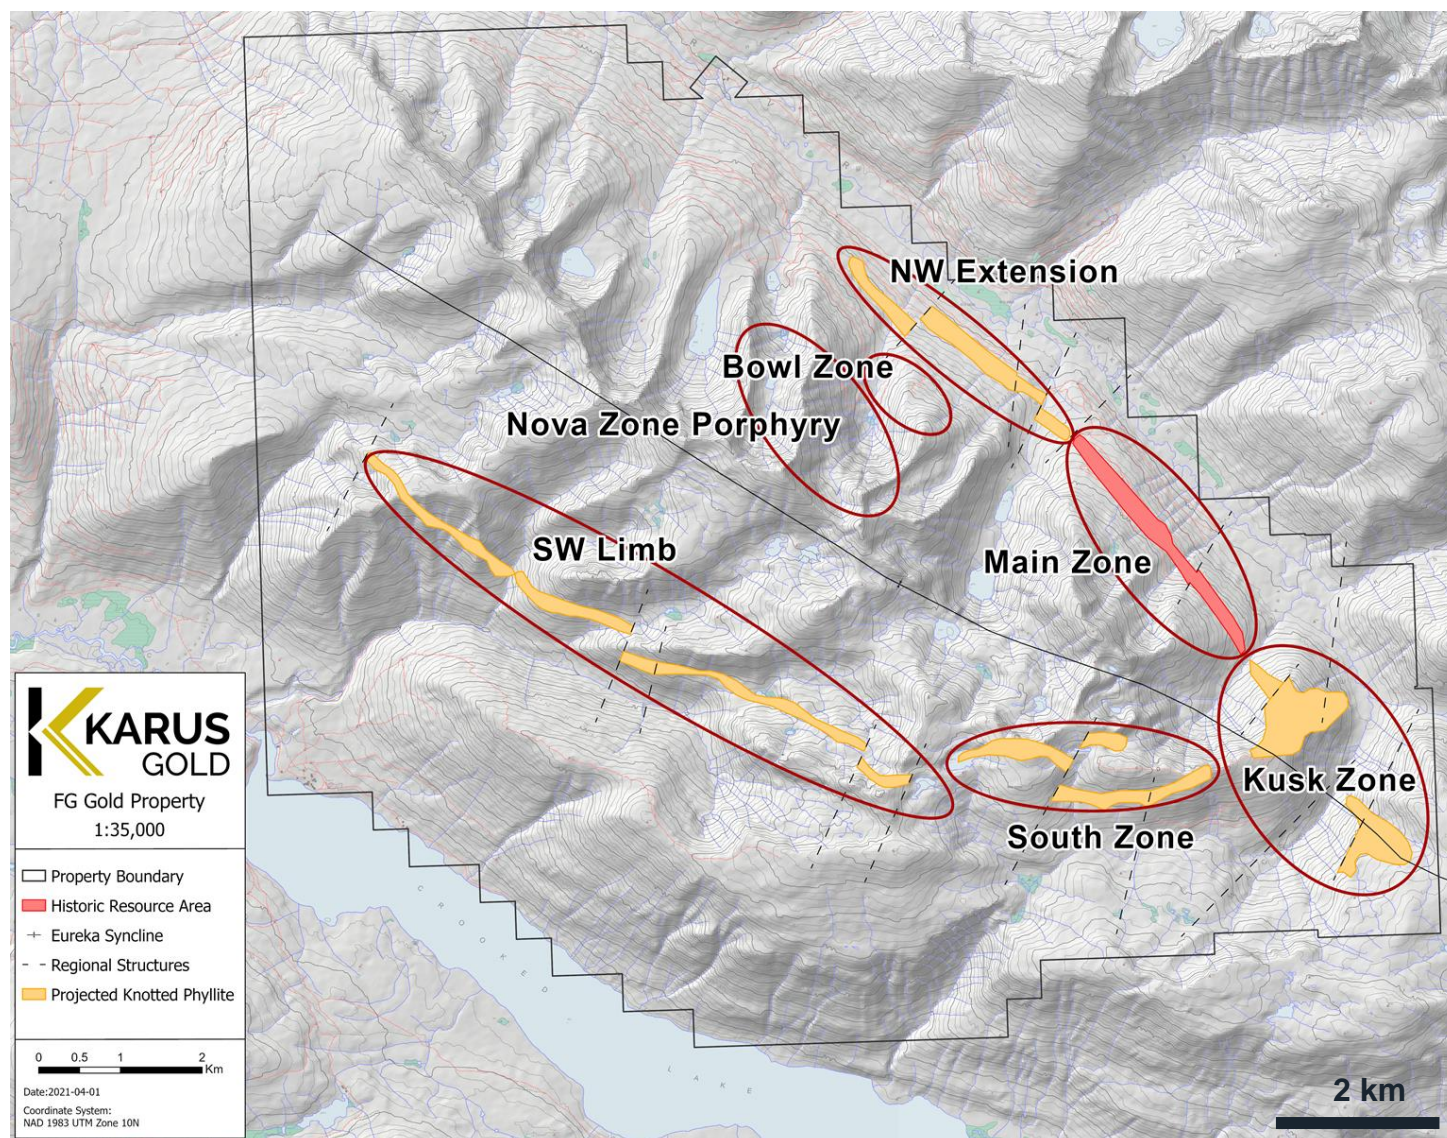 NW Extension
Bowl Zone
Nova Zone Porphyry
SW Limb
Main Zone
Kusk Zone
South Zone
KARUS
GOLD
FG Gold Property
1:35,000
Property Boundary
Historic Resource Area
Eureka Syncline
Regional Structures
Projected Knotted Phyllite
0 0.5 1 2
Km
Date:2021-04-01
Coordinate System:
NAD 1983 UTM Zone 10N
CROOKED
LAKE
2 km